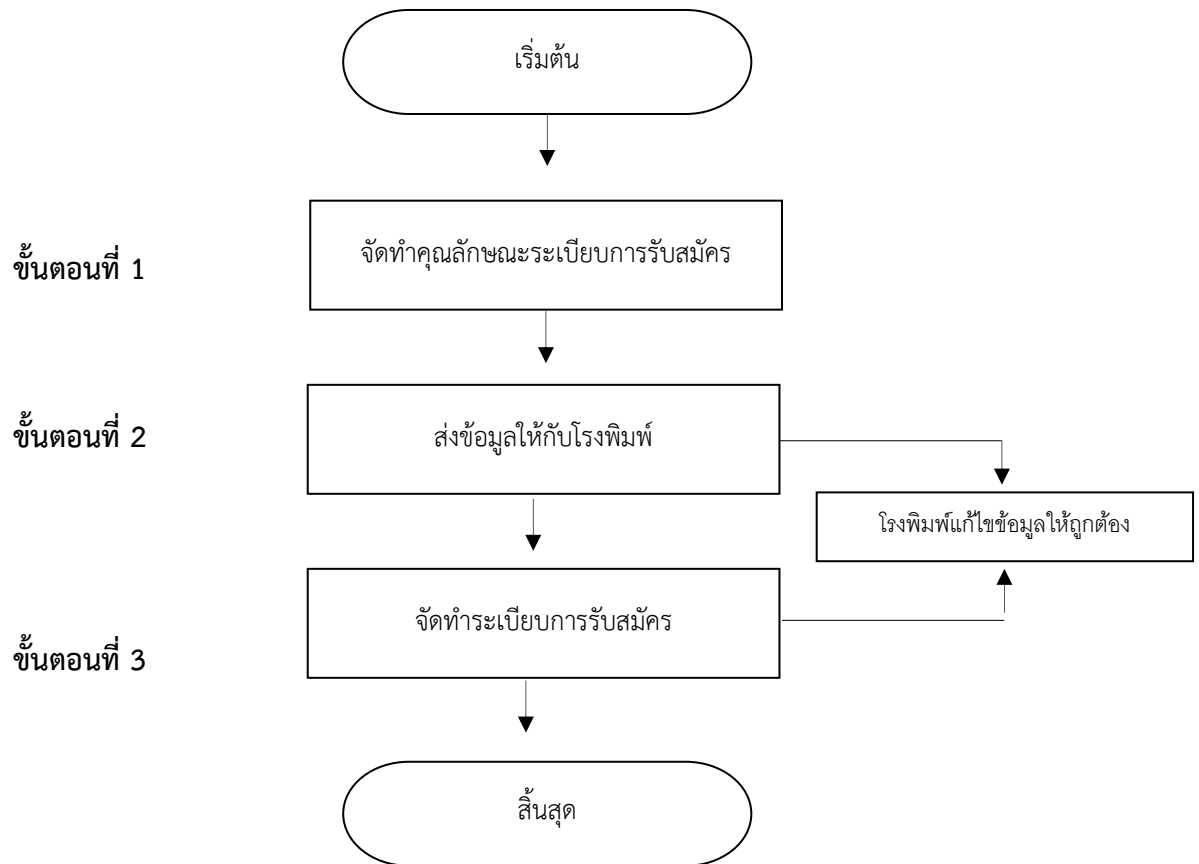 เริ่มต้น
ขั้นตอนที่ 1
จัดทำคุณลักษณะระเบียบการรับสมัคร
ขั้นตอนที่ 2
ส่งข้อมูลให้กับโรงพิมพ์
โรงพิมพ์แก้ไขข้อมูลให้ถูกต้อง
จัดทำระเบียบการรับสมัคร
ขั้นตอนที่ 3
สิ้นสุด